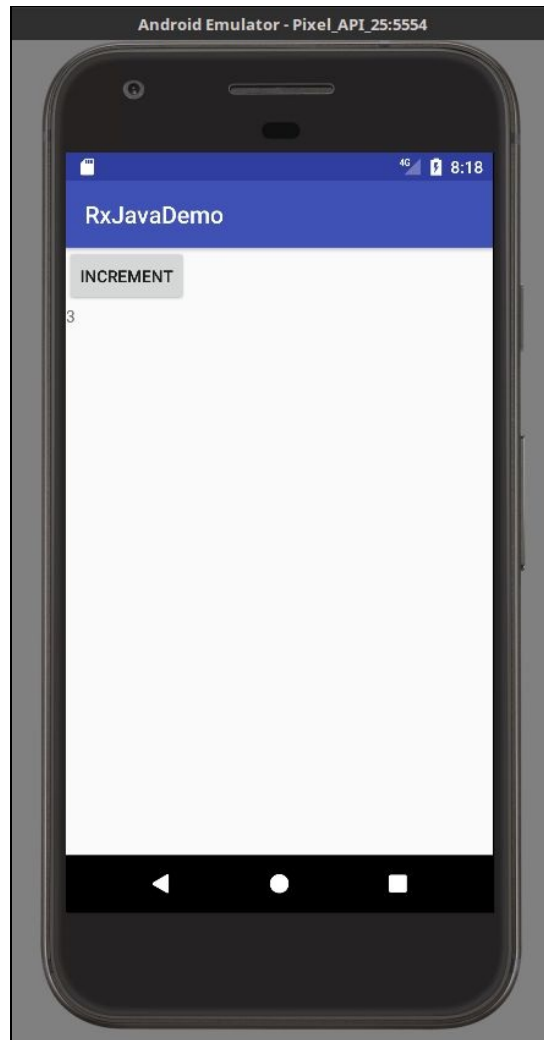 Android Emulator - Pixel_API_25:5554
4G 8:18
RxJavaDemo
INCREMENT
3